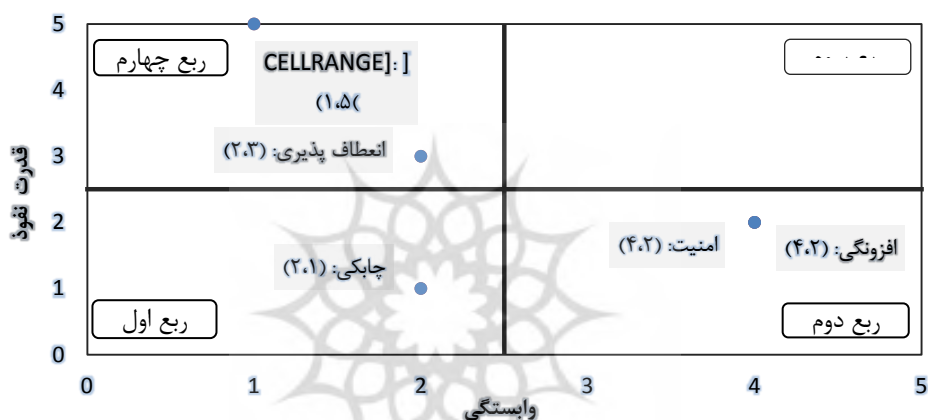 5
ربع چهارم
CELLRANGE]: ]
)۱،۵(
4
انعطاف پذیری: (۲،۳)
3
قدرت نفوذ
2
امنیت: (۴،۲)
افزونگی: (۴،۲)
چابکی: (۲،۱)
1
ربع اول
ربع دوم
0
0 1 2 3 4 5
وابستگی